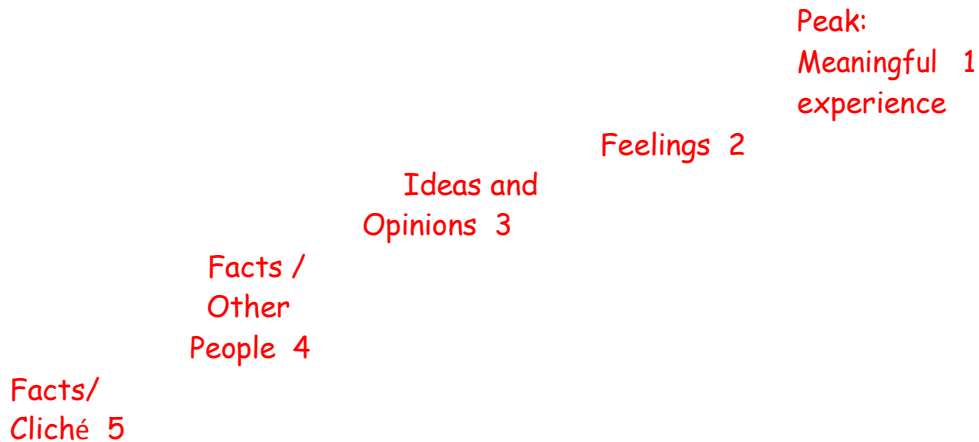 Peak:
Meaningful 1
experience
Feelings 2
Ideas and
Opinions 3
Facts /
Other
People 4
Facts/
Cliché 5